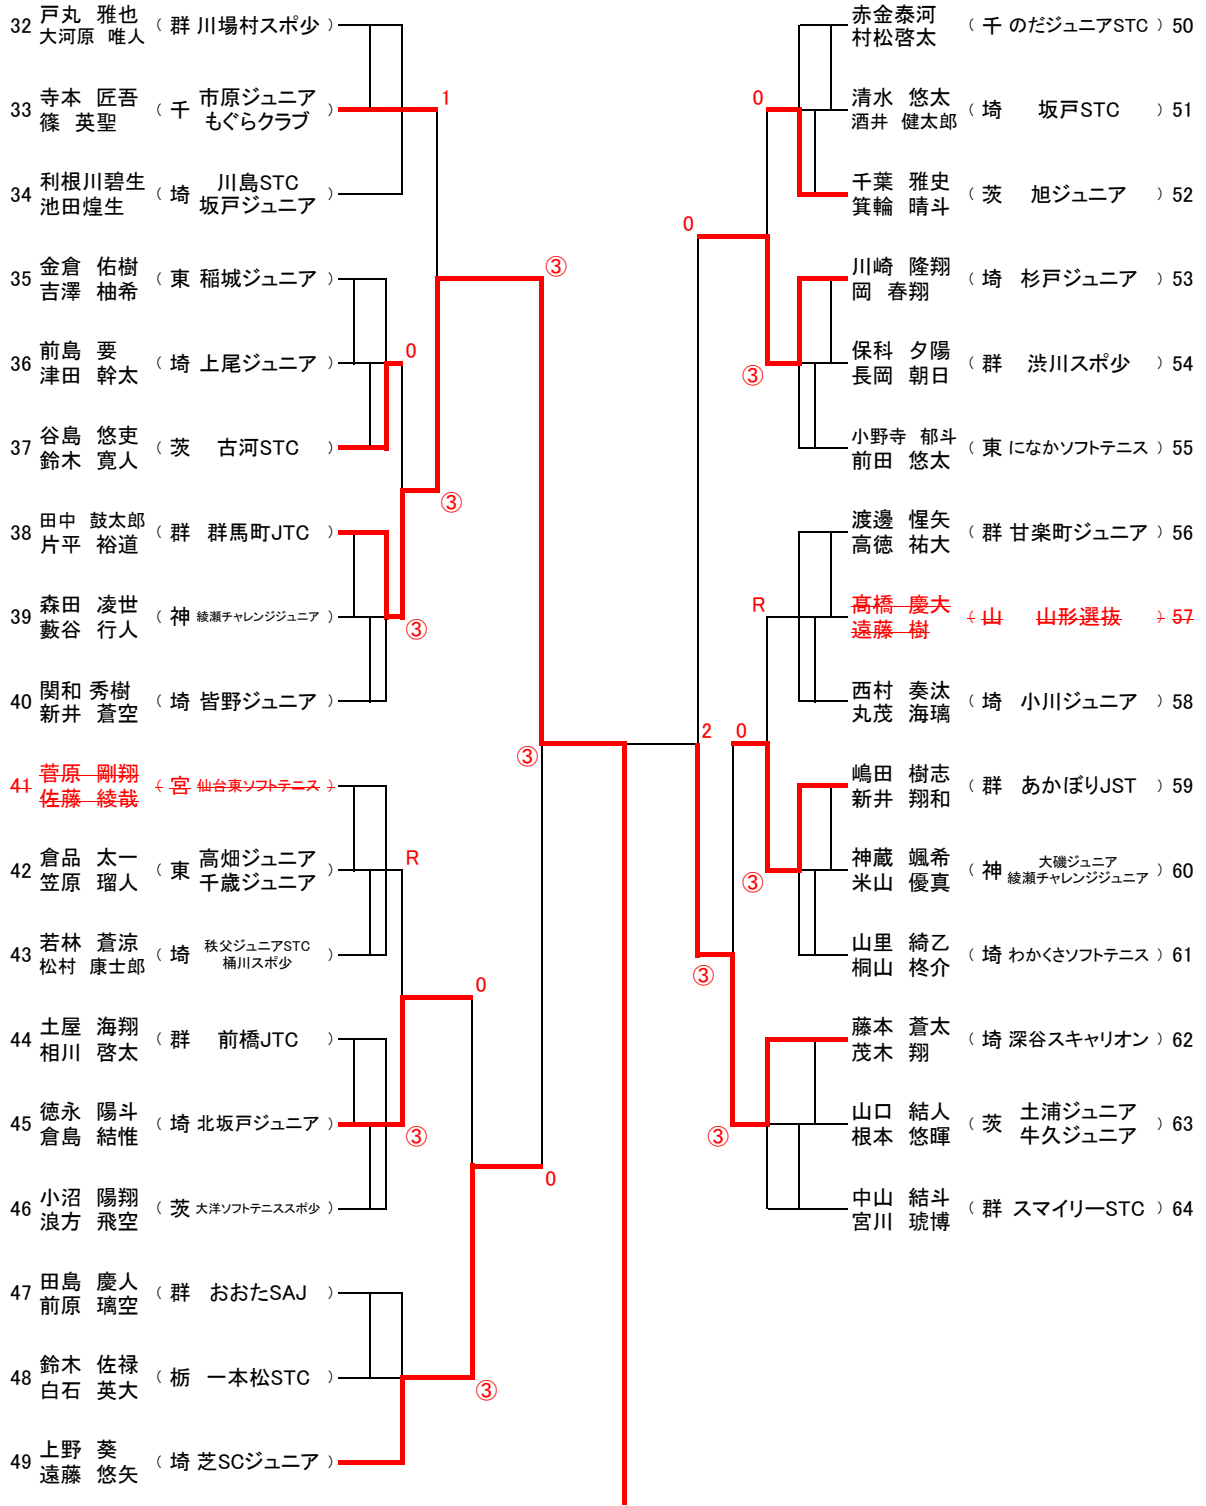 戸丸 雅也
32 ( 群 川場村スポ少 )
大河原 唯人
1
寺本 匠吾
33 ( 千 市原ジュニア もぐらクラブ )
篠 英聖
利根川碧生
34 ( 埼 川島STC 坂戸ジュニア )
池田煌生
③
金倉 佑樹
35 ( 東 稲城ジュニア )
吉澤 柚希
0
前島 要
36 ( 埼 上尾ジュニア )
津田 幹太
谷島 悠吏
37 ( 茨 古河STC )
鈴木 寛人
③
田中 鼓太郎
38 ( 群 群馬町JTC )
片平 裕道
森田 凌世
39 ( 神 綾瀬チャレンジジュニア )
藪谷 行人
③
関和 秀樹
40 ( 埼 皆野ジュニア )
新井 蒼空
③
菅原 剛翔
41 ( 宮 仙台東ソフトテニス )
佐藤 綾哉
R
倉品 太一
42 ( 東 高畑ジュニア 千歳ジュニア )
笠原 瑠人
若林 蒼涼
43 ( 埼 秩父ジュニアSTC 桶川スポ少 )
松村 康士郎
0
土屋 海翔
44 ( 群 前橋JTC )
相川 啓太
徳永 陽斗
45 ( 埼 北坂戸ジュニア )
倉島 結惟
③
0
小沼 陽翔
46 ( 茨 大洋ソフトテニススポ少 )
浪方 飛空
田島 慶人
47 ( 群 おおたSAJ )
前原 璃空
鈴木 佐禄
48 ( 栃 一本松STC )
白石 英大
③
上野 葵
49 ( 埼 芝SCジュニア )
遠藤 悠矢
赤金泰河
( 千 のだジュニアSTC ) 50
村松啓太
0
清水 悠太
( 埼 坂戸STC ) 51
酒井 健太郎
千葉 雅史
( 茨 旭ジュニア ) 52
箕輪 晴斗
0
川崎 隆翔
( 埼 杉戸ジュニア ) 53
岡 春翔
保科 夕陽
( 群 渋川スポ少 ) 54
長岡 朝日
③
小野寺 郁斗
( 東 になかソフトテニス ) 55
前田 悠太
渡邊 惺矢
( 群 甘楽町ジュニア ) 56
高徳 祐大
R
髙橋 慶大
( 山 山形選抜 ) 57
遠藤 樹
西村 奏汰
( 埼 小川ジュニア ) 58
丸茂 海璃
2
0
嶋田 樹志
( 群 あかぼりJST ) 59
新井 翔和
神蔵 颯希
( 神 大磯ジュニア 綾瀬チャレンジジュニア ) 60
米山 優真
③
山里 綺乙
( 埼 わかくさソフトテニス ) 61
桐山 柊介
③
藤本 蒼太
( 埼 深谷スキャリオン ) 62
茂木 翔
山口 結人
( 茨 土浦ジュニア 牛久ジュニア ) 63
根本 悠暉
③
中山 結斗
( 群 スマイリーSTC ) 64
宮川 琥博